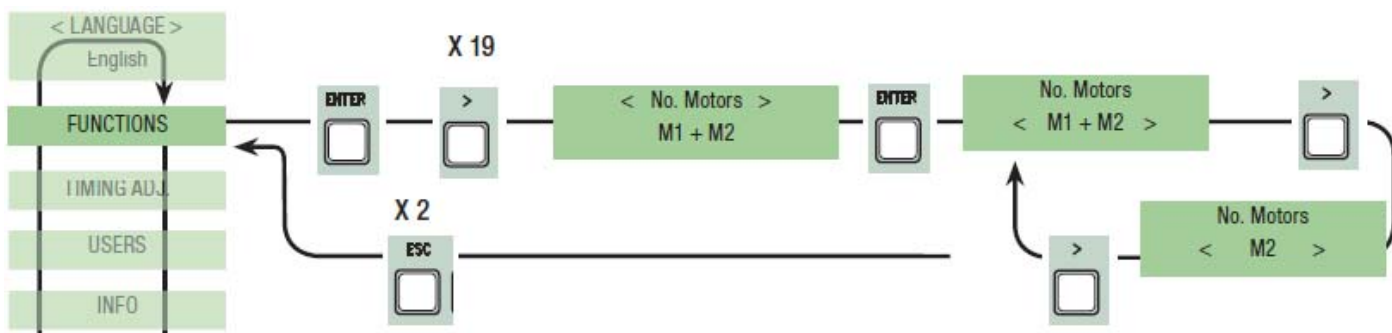 < LANGUAGE >
English
FUNCTIONS
TIMING ADJ.
USERS
INFO
ENTER
X 19
>
< No. Motors >
M1 + M2
ENTER
No. Motors
< M1 + M2 >
>
No. Motors
< M2 >
>
X 2
ESC